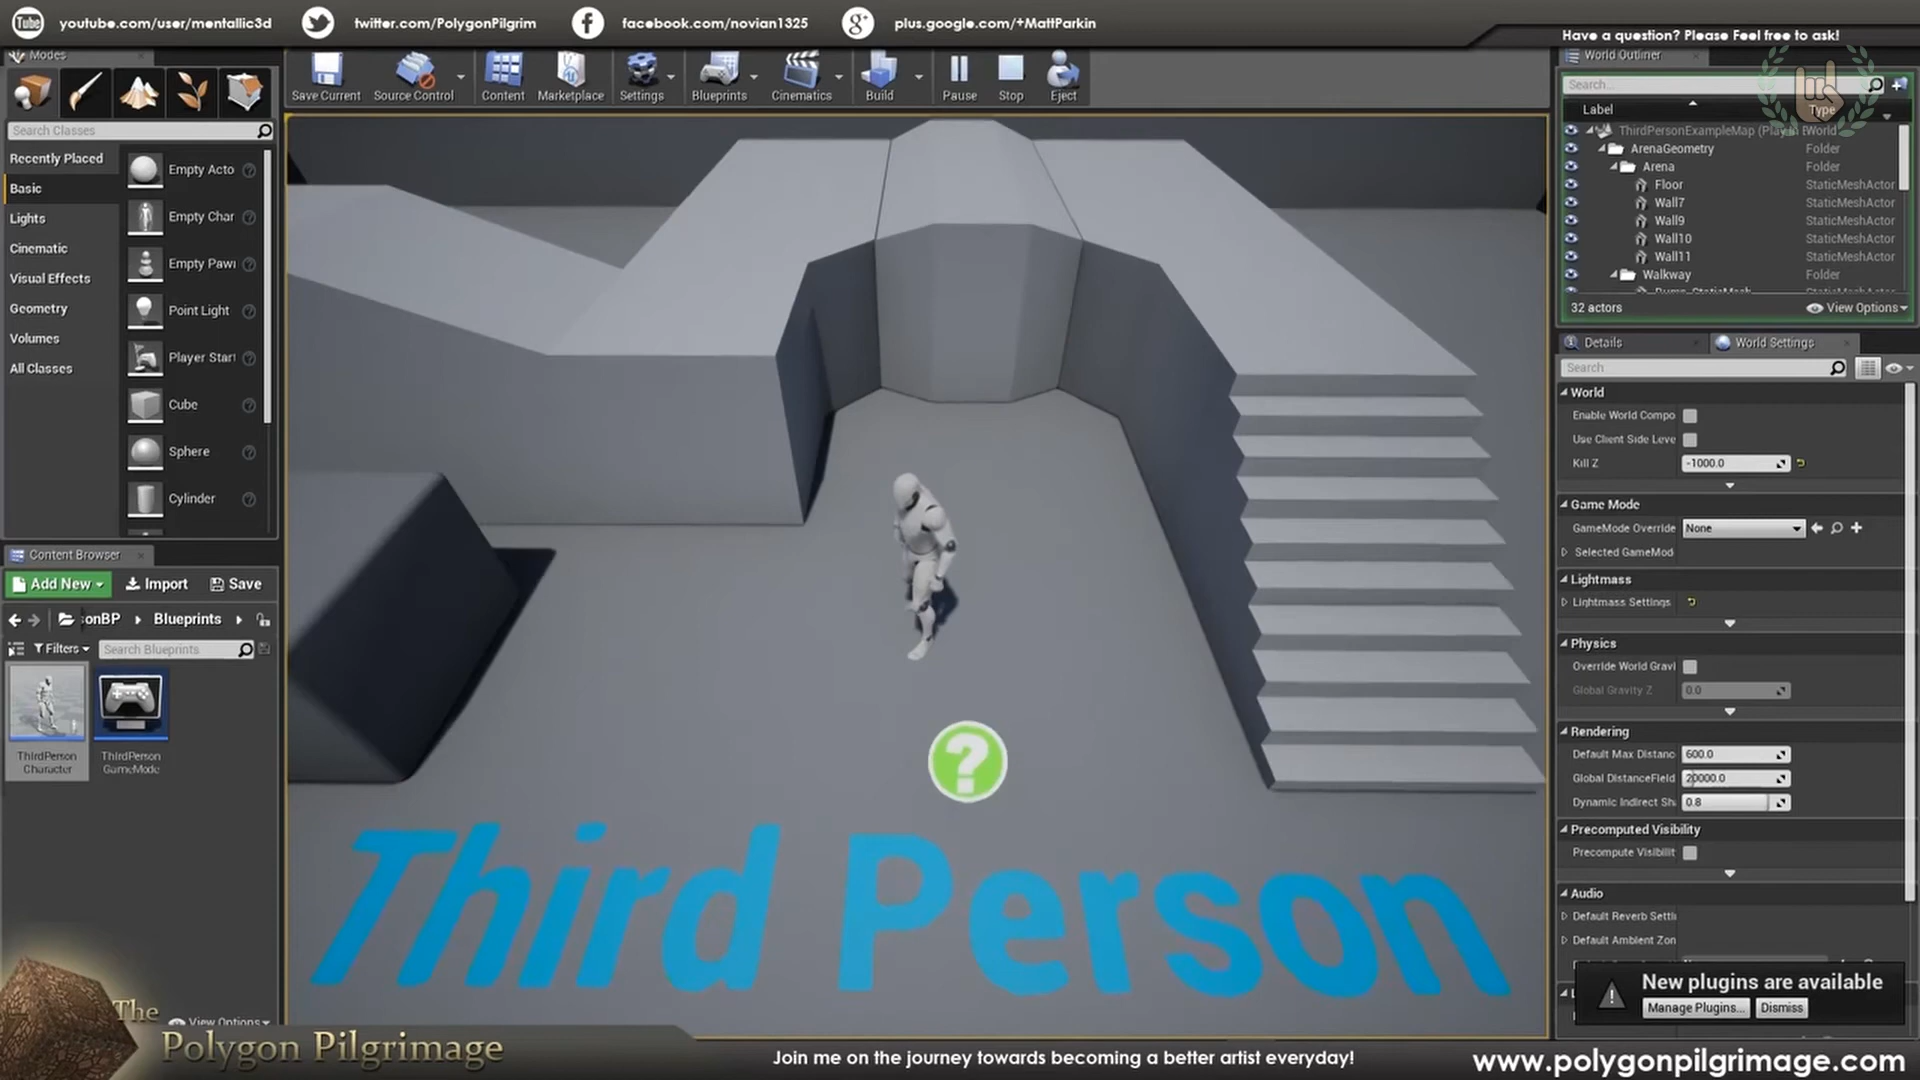 youtube.com/user/mentallic3d
twitter.com/PolygonPilgrim
facebook.com/novian1325
plus.google.com/+MattParkin
Have a question? Please Feel free to ask!
Modes
Save Current
Source Control
Content
Marketplace
Settings
Blueprints
Cinematics
Build
Pause
Stop
Eject
Search Classes
Recently Placed
Basic
Lights
Cinematic
Visual Effects
Geometry
Volumes
All Classes
Empty Acto
Empty Char
Empty Pawn
Point Light
Player Start
Cube
Sphere
Cylinder
World Outliner
Search...
Label
Type
ThirdPersonExampleMap (Play In E
World
ArenaGeometry
Folder
Arena
Folder
Floor
StaticMeshActor
Wall7
StaticMeshActor
Wall9
StaticMeshActor
Wall10
StaticMeshActor
Wall11
StaticMeshActor
Walkway
Folder
32 actors
View Options
Details
World Settings
Search
World
Enable World Compo
Use Client Side Leve
Kill Z
-1000.0
Game Mode
GameMode Override
None
Selected GameMod
Lightmass
Lightmass Settings
Physics
Override World Gravi
Global Gravity Z
0.0
Rendering
Default Max Distanc
600.0
Global DistanceField
20000.0
Dynamic Indirect Sh
0.8
Precomputed Visibility
Precompute Visibilit
Audio
Default Reverb Setti
Default Ambient Zon
New plugins are available
Manage Plugins...
Dismiss
Content Browser
Add New
Import
Save
sonBP
Blueprints
Filters
Search Blueprints
ThirdPerson
Character
ThirdPerson
GameMode
View Options
?
Third Person
The
Polygon Pilgrimage
Join me on the journey towards becoming a better artist everyday!
www.polygonpilgrimage.com